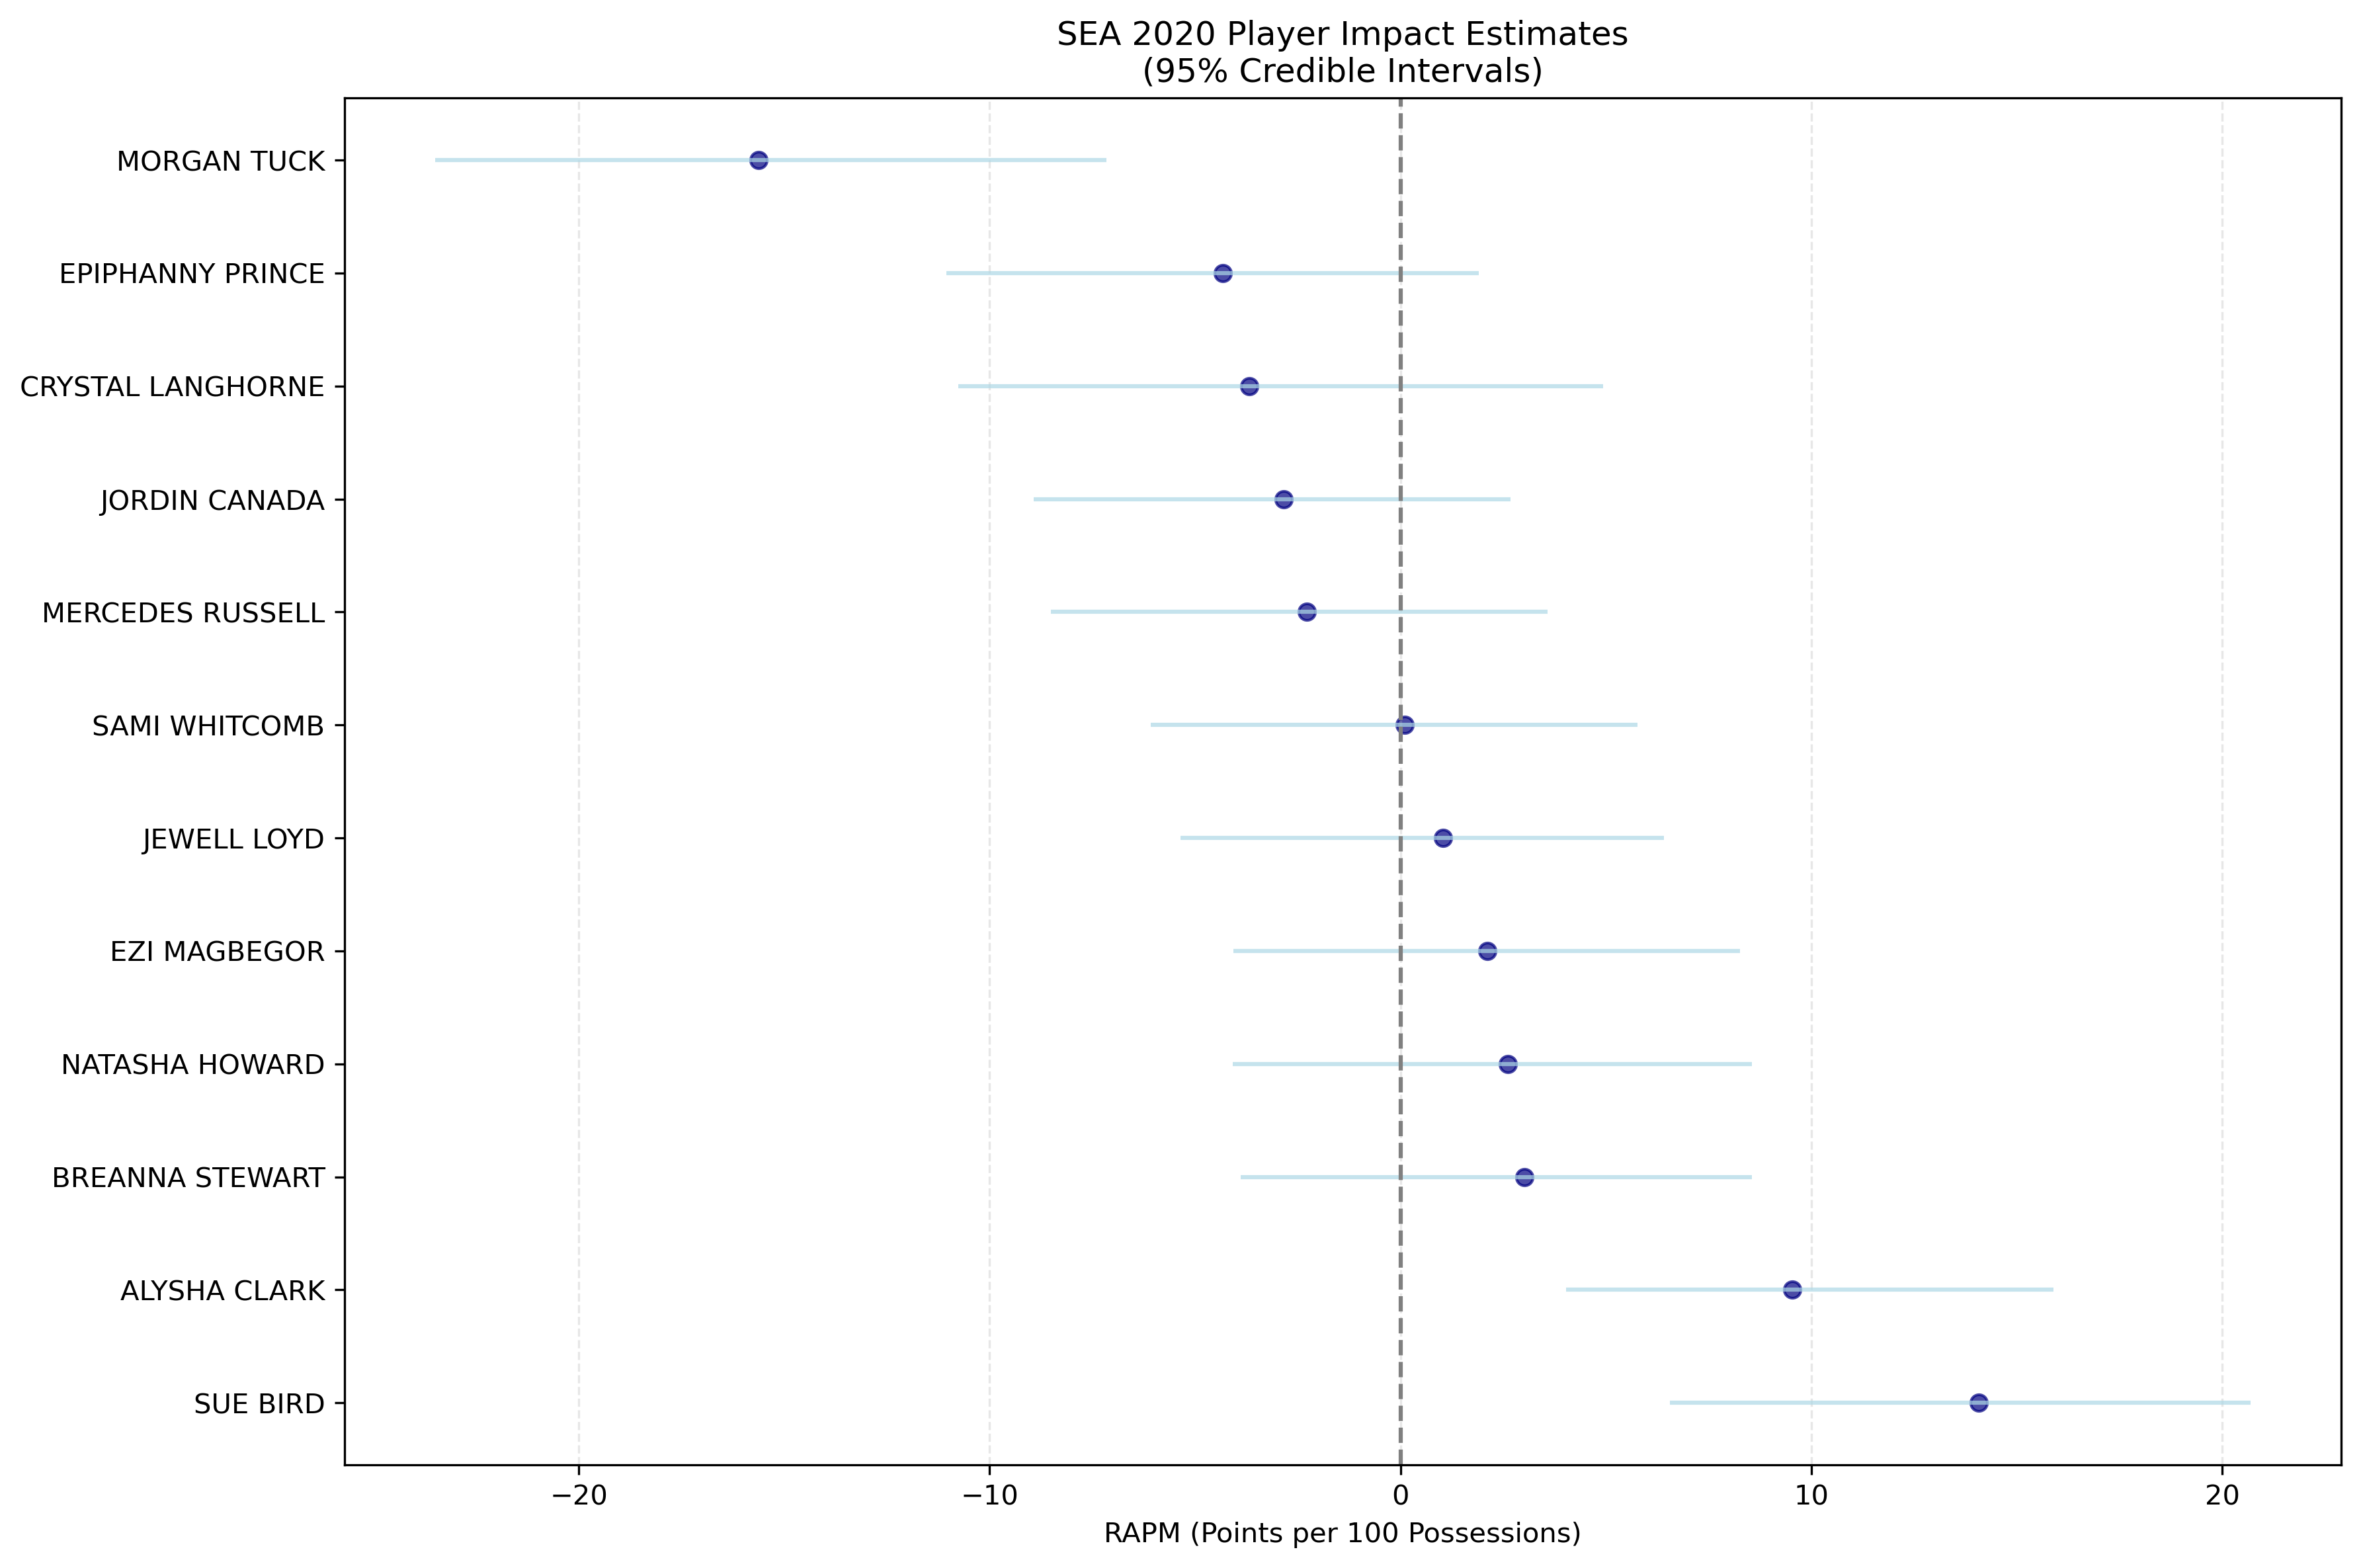 SEA 2020 Player Impact Estimates
(95% Credible Intervals)
MORGAN TUCK
EPIPHANNY PRINCE
CRYSTAL LANGHORNE
JORDIN CANADA
MERCEDES RUSSELL
SAMI WHITCOMB
JEWELL LOYD
EZI MAGBEGOR
NATASHA HOWARD
BREANNA STEWART
ALYSHA CLARK
SUE BIRD
−20 −10 0 10 20
RAPM (Points per 100 Possessions)